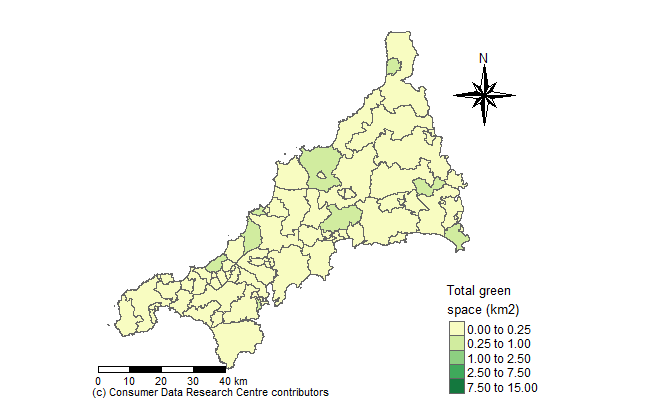 N
Total green
space (km2)
0.00 to 0.25
0.25 to 1.00
1.00 to 2.50
2.50 to 7.50
7.50 to 15.00
0 10 20 30 40 km
(c) Consumer Data Research Centre contributors